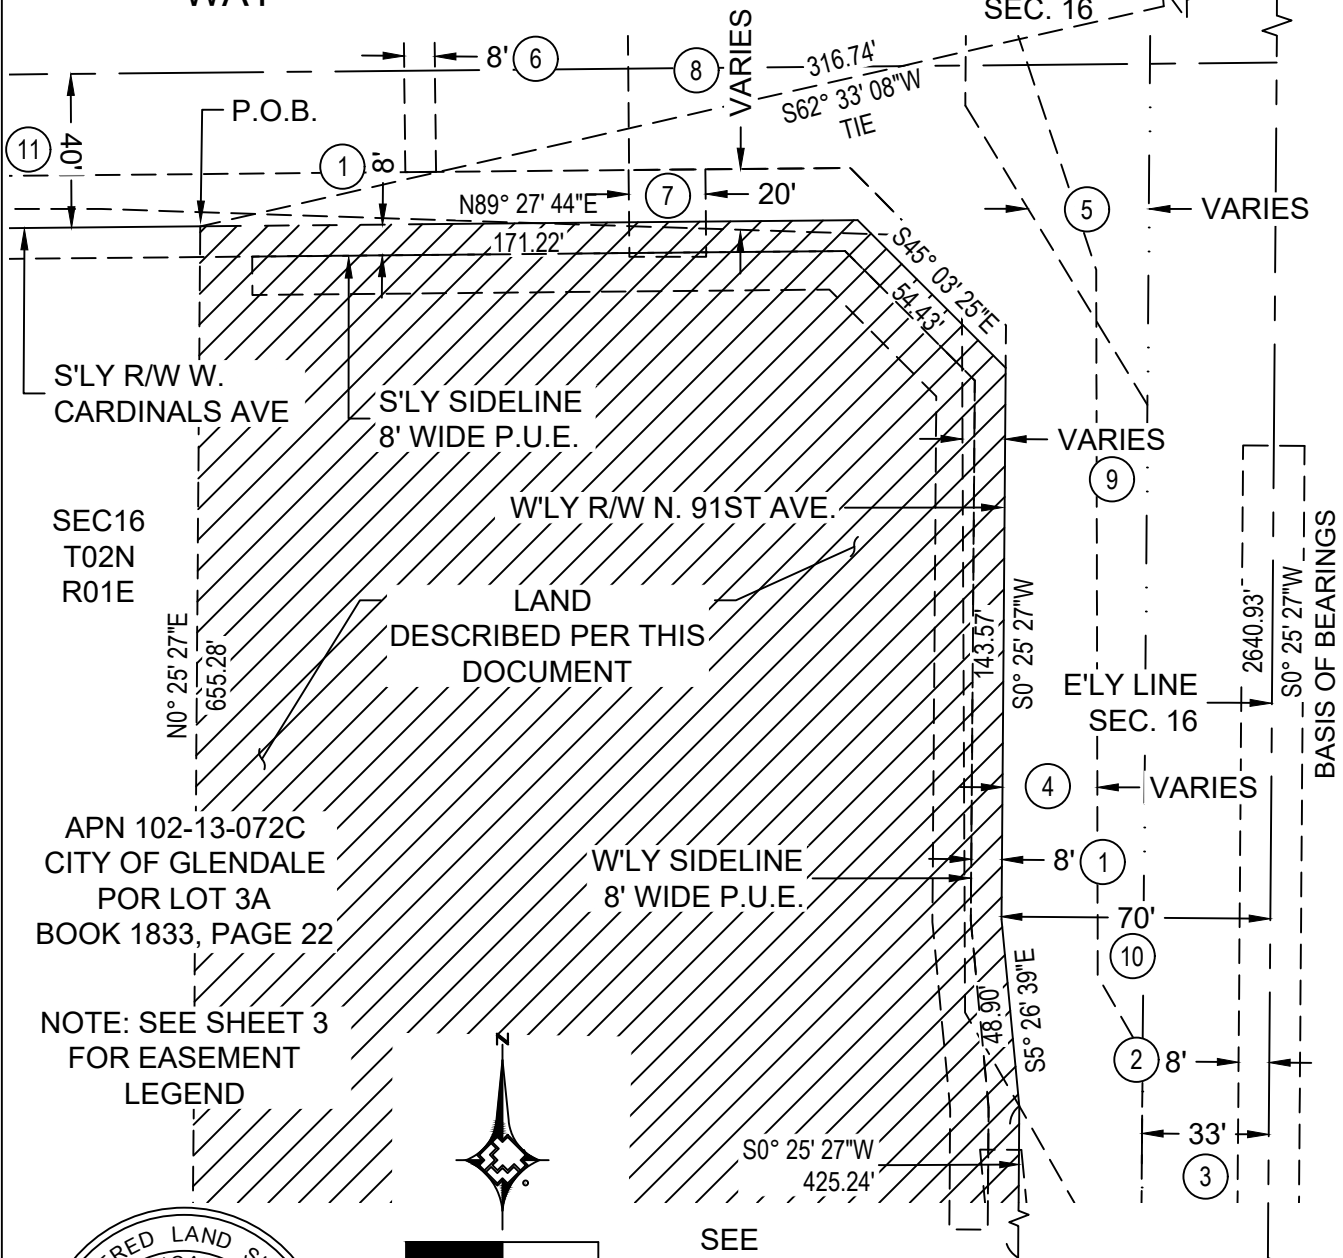 WAY
SEC. 16
8' 6
8
VARIES
316.74'
S62° 33' 08"W
TIE
P.O.B.
11
40'
1
8'
N89° 27' 44"E
7
20'
5
VARIES
171.22'
S45° 03' 25"E
54.43'
S'LY R/W W.
CARDINALS AVE
S'LY SIDELINE
8' WIDE P.U.E.
VARIES
9
W'LY R/W N. 91ST AVE.
SEC16
T02N
R01E
LAND
DESCRIBED PER THIS
DOCUMENT
N0° 25' 27"E
655.28'
143.57'
S0° 25' 27"W
2640.93'
S0° 25' 27"W
BASIS OF BEARINGS
E'LY LINE
SEC. 16
4
VARIES
APN 102-13-072C
CITY OF GLENDALE
POR LOT 3A
BOOK 1833, PAGE 22
W'LY SIDELINE
8' WIDE P.U.E.
8' 1
70'
10
NOTE: SEE SHEET 3
FOR EASEMENT
LEGEND
48.90'
S5° 26' 39"E
2 8'
33'
3
N
S0° 25' 27"W
425.24'
SEE
LAND